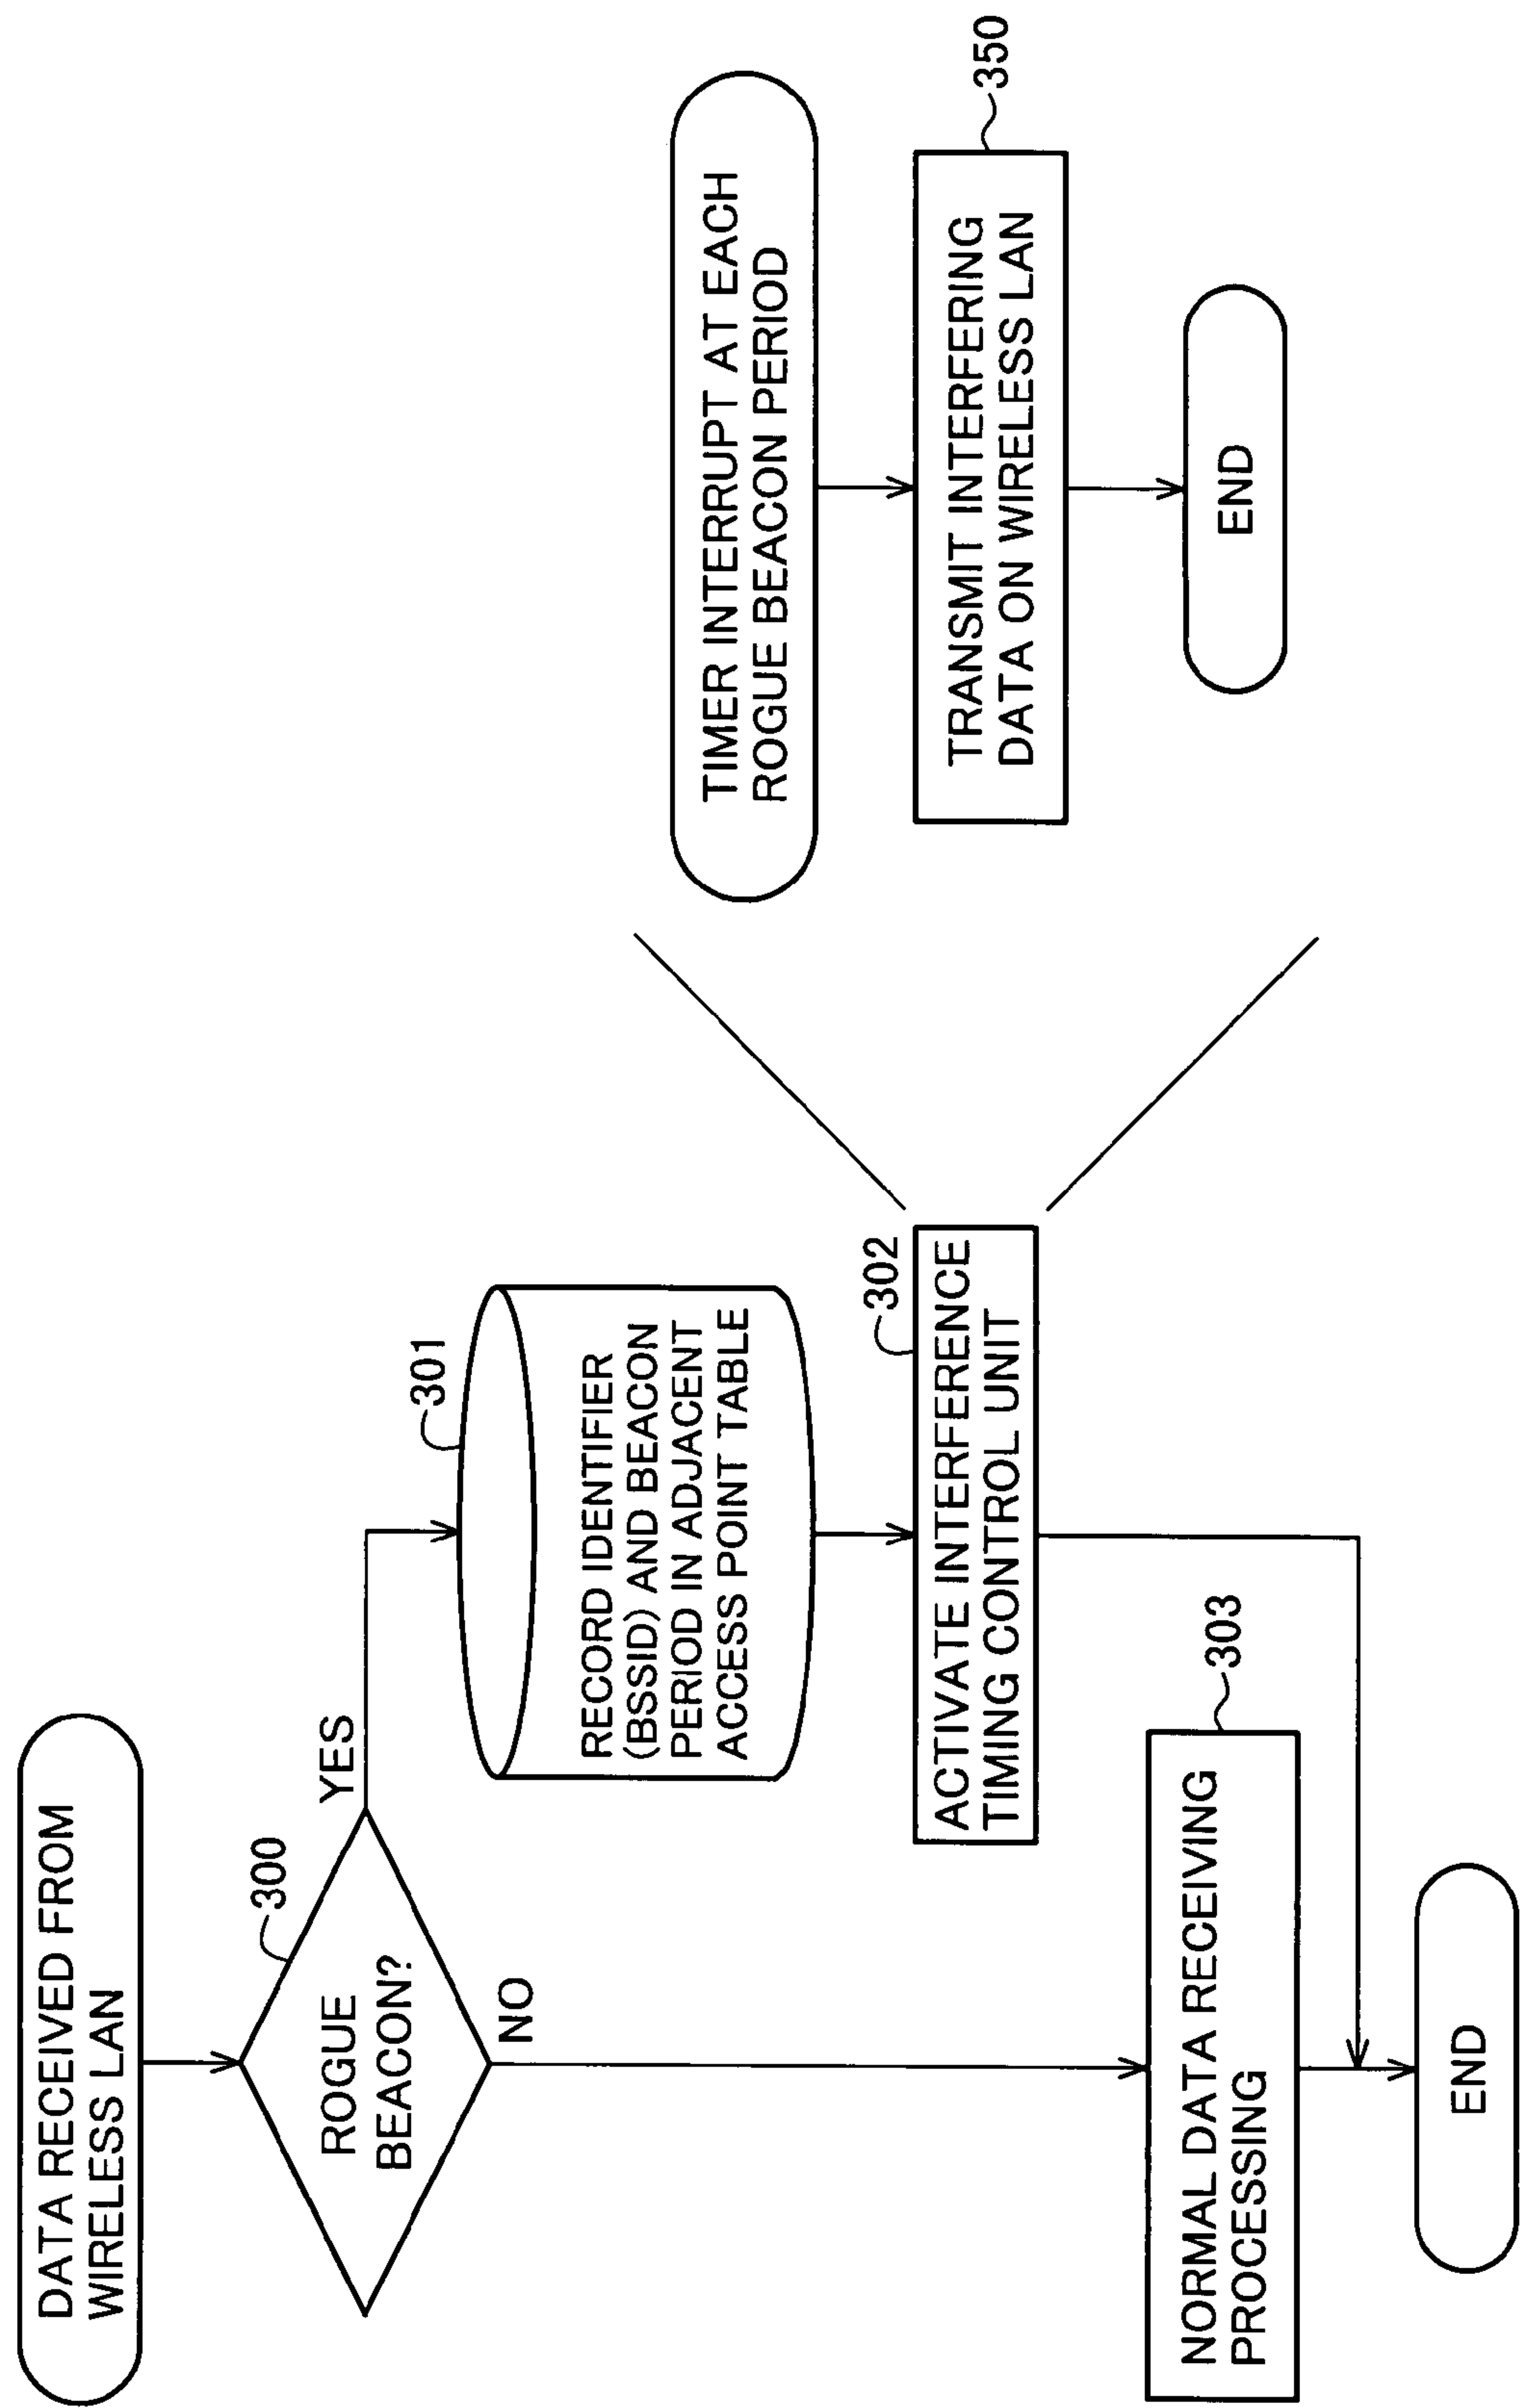 DATA RECEIVED FROM
WIRELESS LAN
300
ROGUE
BEACON?
YES
NO
301
RECORD IDENTIFIER
(BSSID) AND BEACON
PERIOD IN ADJACENT
ACCESS POINT TABLE
302
ACTIVATE INTERFERENCE
TIMING CONTROL UNIT
303
NORMAL DATA RECEIVING
PROCESSING
END
TIMER INTERRUPT AT EACH
ROGUE BEACON PERIOD
350
TRANSMIT INTERFERING
DATA ON WIRELESS LAN
END